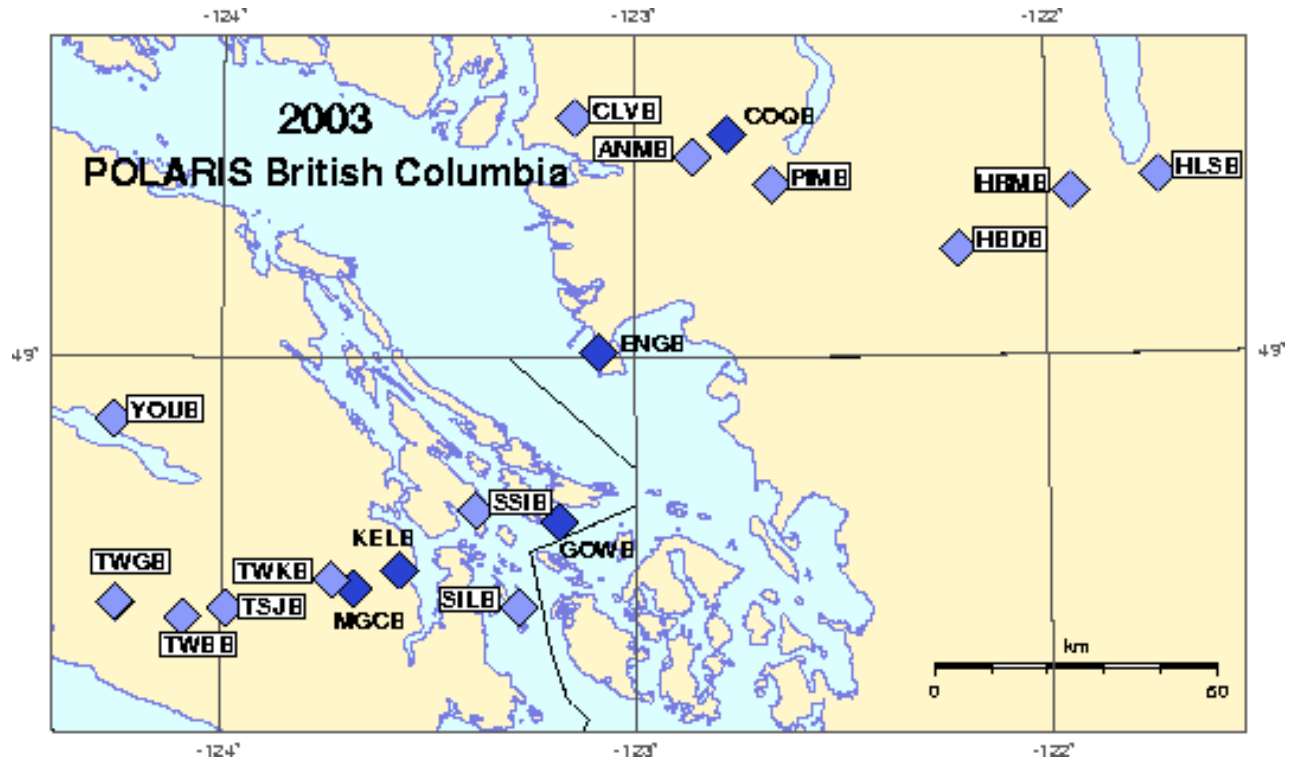 -124° -123° -122°
2003
POLARIS British Columbia
CLVB
COQB
ANMB
PIMB
HRMB
HLSB
HBDB
ENGB
49° 49°
YOUB
SSIB
GOWB
KELB
TWGB
TWKB
TSJB
MGCB
SILB
TWBB
km
0 50
-124° -123° -122°